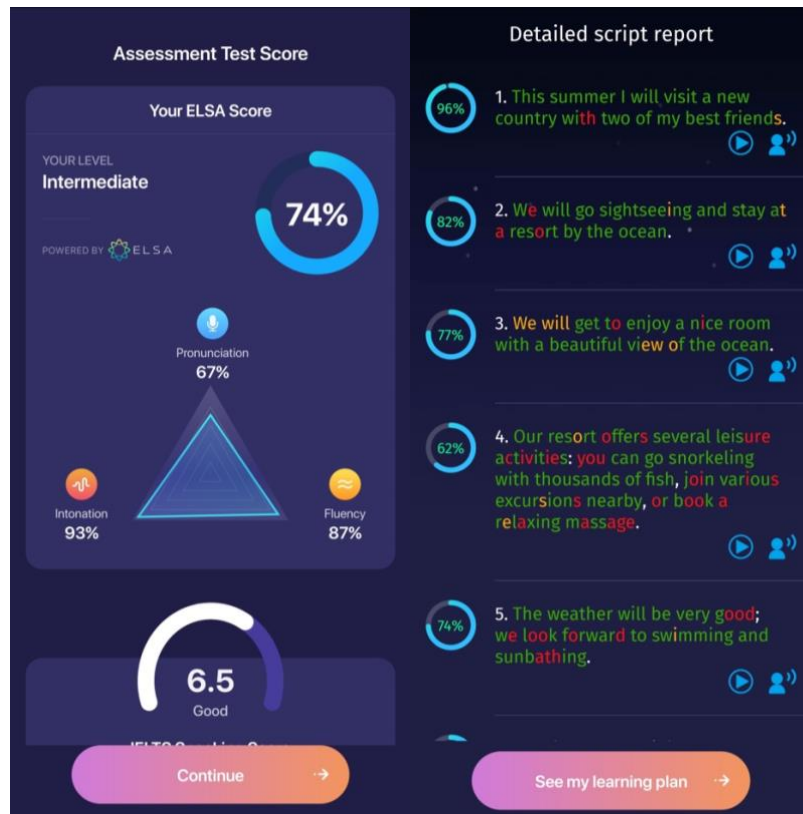 Assessment Test Score
Your ELSA Score
YOUR LEVEL
Intermediate
74%
POWERED BY ELSA
Pronunciation
67%
Intonation
93%
Fluency
87%
6.5
Good
Continue
Detailed script report
96%
1. This summer I will visit a new
country with two of my best friends.
82%
2. We will go sightseeing and stay at
a resort by the ocean.
77%
3. We will get to enjoy a nice room
with a beautiful view of the ocean.
62%
4. Our resort offers several leisure
activities: you can go snorkeling
with thousands of fish, join various
excursions nearby, or book a
relaxing massage.
74%
5. The weather will be very good;
we look forward to swimming and
sunbathing.
See my learning plan